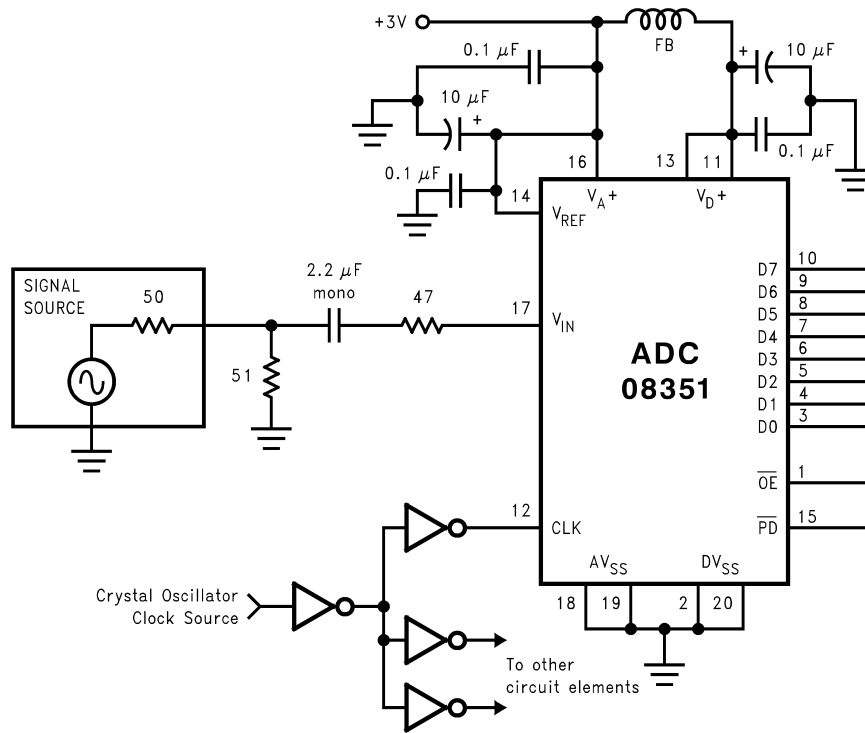 +3V
FB
0.1 μF
+ 10 μF
10 μF
+
0.1 μF
0.1 μF
16
13
11
14
V_A+
V_D+
V_REF
SIGNAL
SOURCE
50
2.2 μF
mono
47
17
V_IN
51
ADC
08351
D7 10
D6 9
D5 8
D4 7
D3 6
D2 5
D1 4
D0 3
O̅E̅ 1
P̅D̅ 15
12
CLK
AV_SS
DV_SS
18
19
2
20
Crystal Oscillator
Clock Source
To other
circuit elements